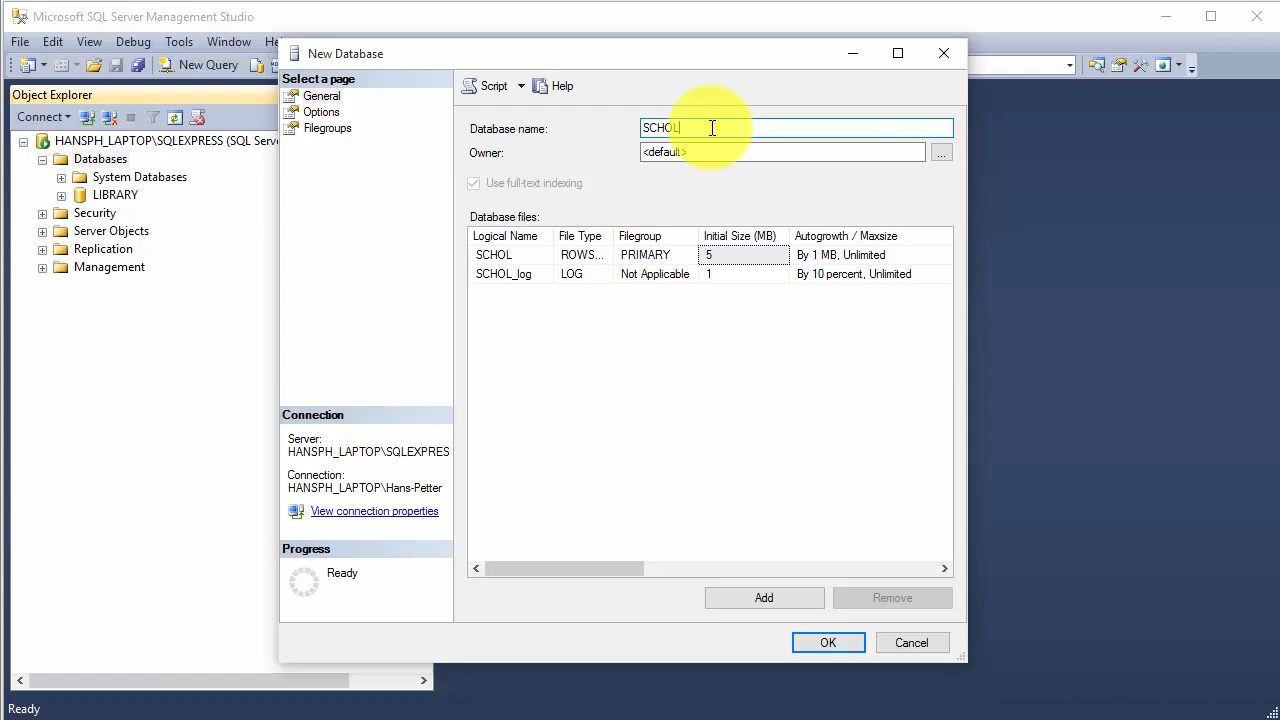 Microsoft SQL Server Management Studio
File Edit View Debug Tools Window He
New Query
Object Explorer
Connect
HANSPH_LAPTOP\SQLEXPRESS (SQL Serve
Databases
System Databases
LIBRARY
Security
Server Objects
Replication
Management
New Database
Select a page
General
Options
Filegroups
Script Help
Database name: SCHOL
Owner: <default> ...
Use full-text indexing
Database files:
Logical Name File Type Filegroup Initial Size (MB) Autogrowth / Maxsize
SCHOL ROWS... PRIMARY 5 By 1 MB, Unlimited
SCHOL_log LOG Not Applicable 1 By 10 percent, Unlimited
Connection
Server:
HANSPH_LAPTOP\SQLEXPRESS
Connection:
HANSPH_LAPTOP\Hans-Petter
View connection properties
Progress
Ready
Add Remove
OK Cancel
Ready